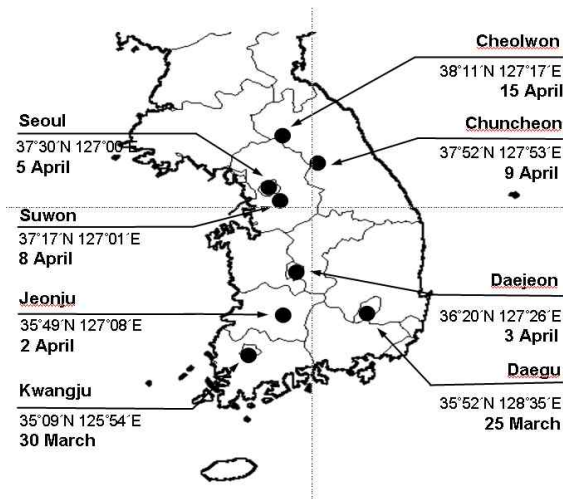 Cheolwon
38°11´N 127°17´E
15 April
Seoul
37°30´N 127°00´E
5 April
Chuncheon
37°52´N 127°53´E
9 April
Suwon
37°17´N 127°01´E
8 April
Daejeon
36°20´N 127°26´E
3 April
Jeonju
35°49´N 127°08´E
2 April
Daegu
35°52´N 128°35´E
25 March
Kwangju
35°09´N 125°54´E
30 March